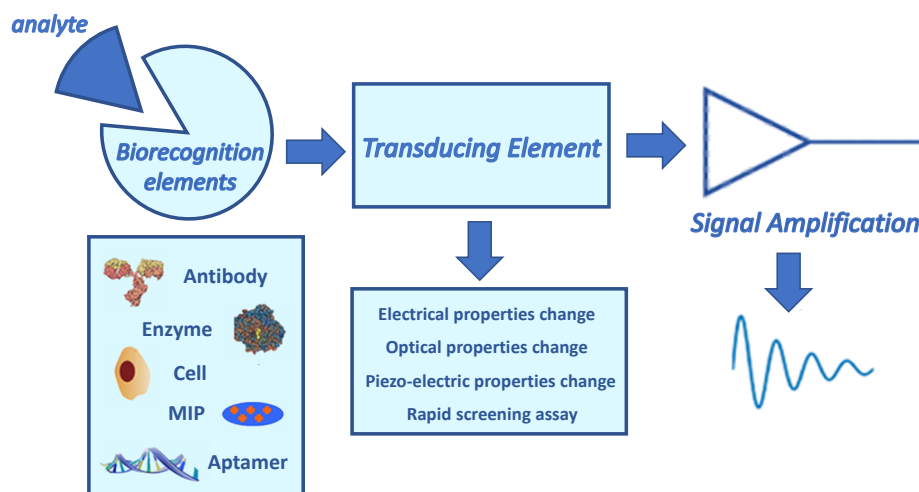 analyte
Biorecognition
elements
Transducing Element
Signal Amplification
Antibody
Enzyme
Cell
MIP
Aptamer
Electrical properties change
Optical properties change
Piezo-electric properties change
Rapid screening assay